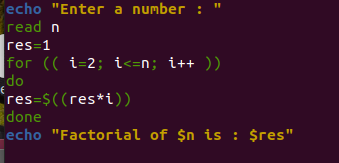 echo "Enter a number : "
read n
res=1
for (( i=2; i<=n; i++ ))
do
res=$((res*i))
done
echo "Factorial of $n is : $res"